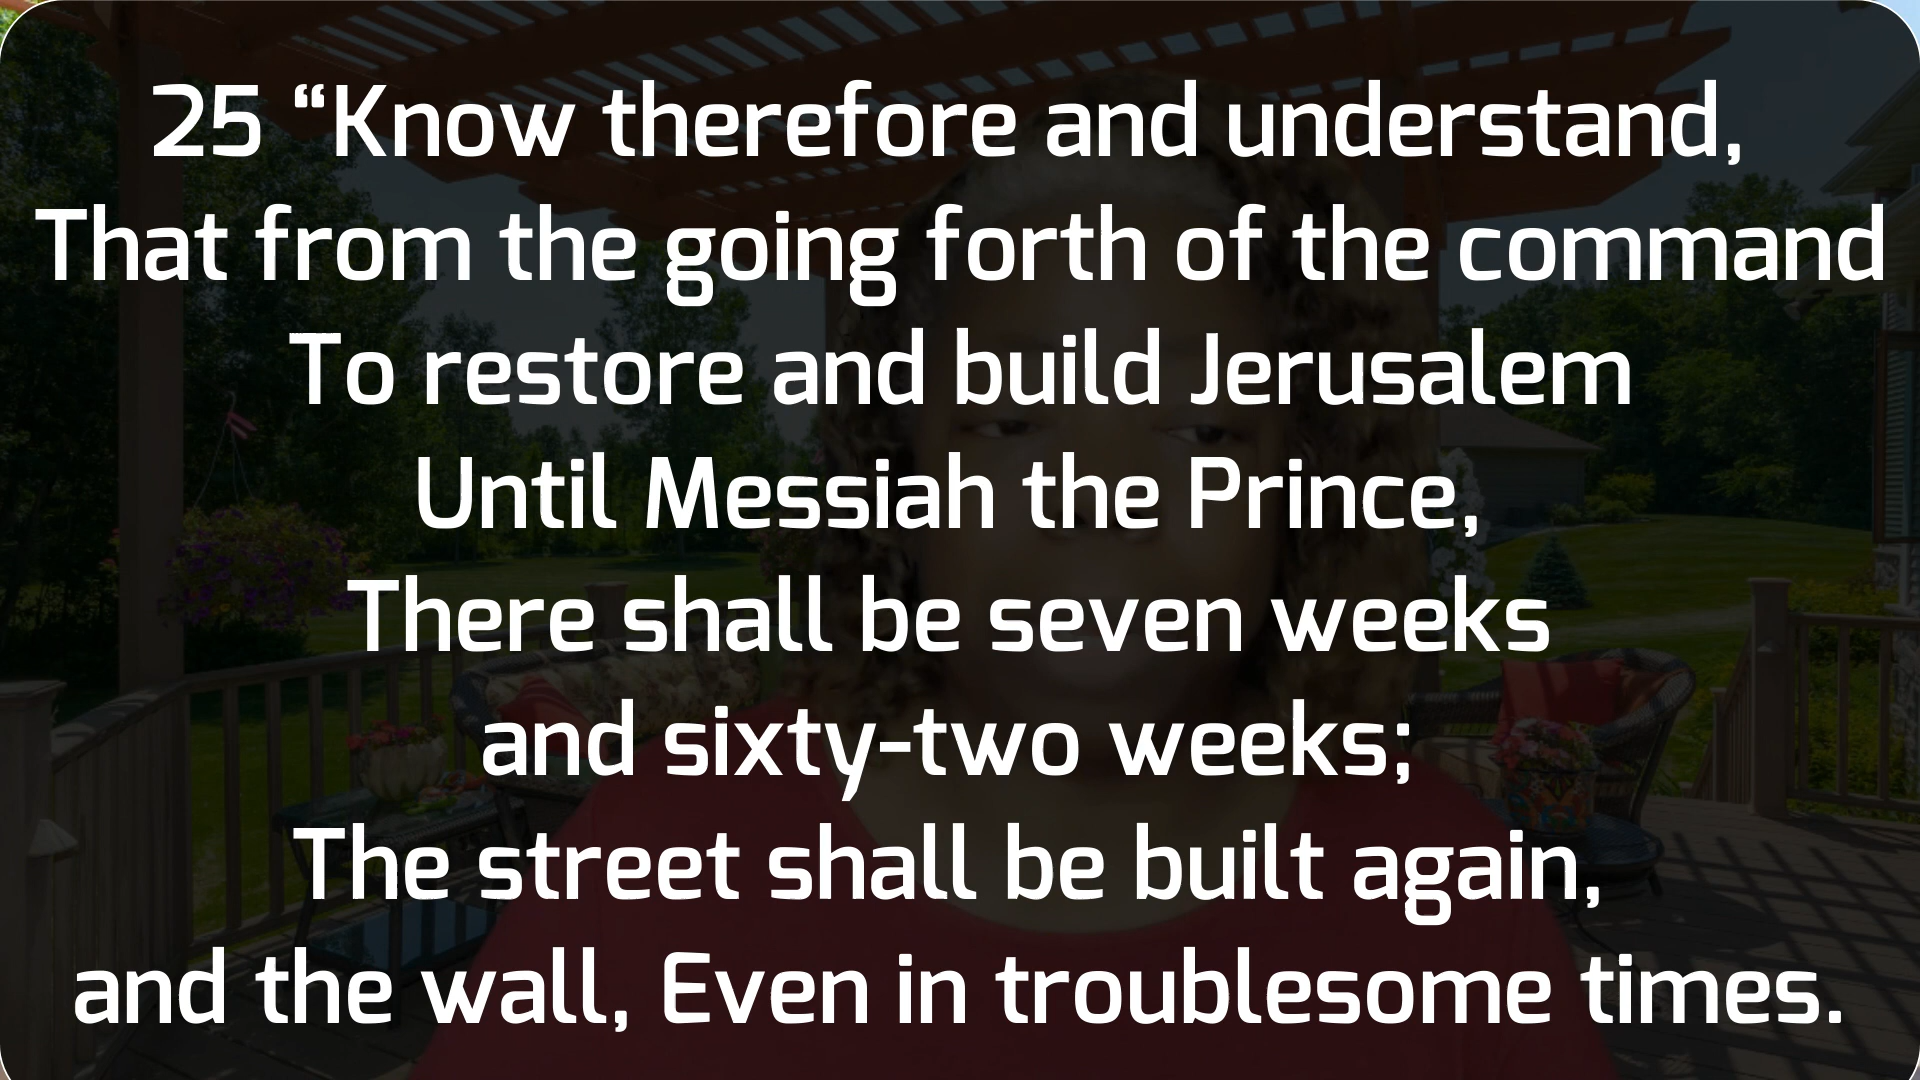 25 “Know therefore and understand,
That from the going forth of the command
To restore and build Jerusalem
Until Messiah the Prince,
There shall be seven weeks
and sixty-two weeks;
The street shall be built again,
and the wall, Even in troublesome times.